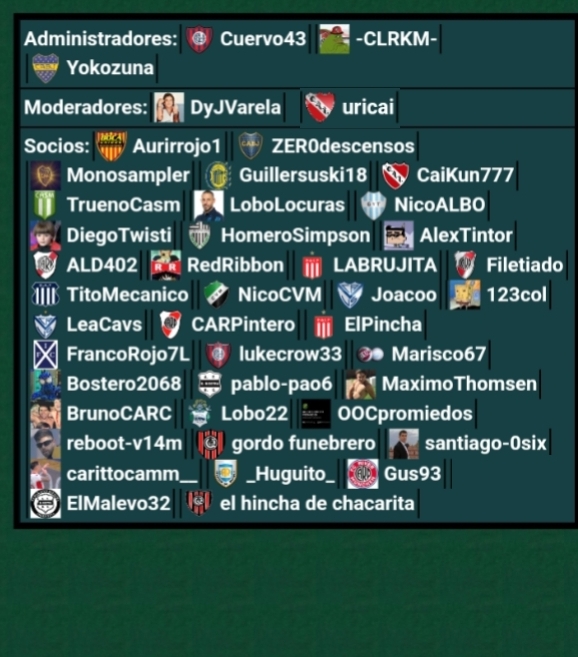 Administradores: Cuervo43 -CLRKM-
Yokozuna
Moderadores: DyJVarela uricai
Socios: Aurirrojo1 ZER0descensos
Monosampler Guillersuski18 CaiKun777
TruenoCasm LoboLocuras NicoALBO
DiegoTwisti HomeroSimpson AlexTintor
ALD402 RedRibbon LABRUJITA Filetiado
TitoMecanico NicoCVM Joacoo 123col
LeaCavs CARPintero ElPincha
FrancoRojo7L lukecrow33 Marisco67
Bostero2068 pablo-pao6 MaximoThomsen
BrunoCARC Lobo22 OOCpromiedos
reboot-v14m gordo funebrero santiago-0six
carittocamm__ _Huguito_ Gus93
ElMalevo32 el hincha de chacarita